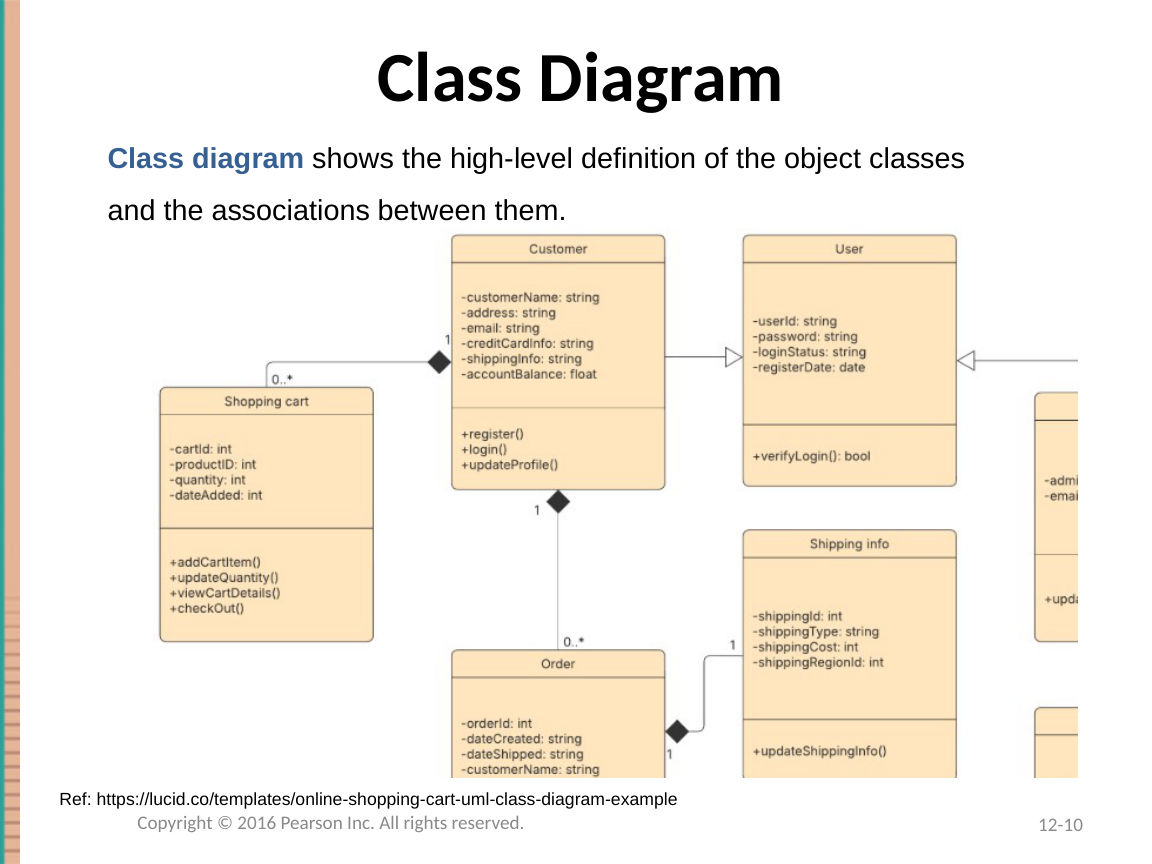 Class Diagram
Class diagram shows the high-level definition of the object classes
and the associations between them.
Customer
-customerName: string
-address: string
-email: string
-creditCardInfo: string
-shippingInfo: string
-accountBalance: float
+register()
+login()
+updateProfile()
User
-userId: string
-password: string
-loginStatus: string
-registerDate: date
+verifyLogin(): bool
1
0..*
Shopping cart
-cartId: int
-productID: int
-quantity: int
-dateAdded: int
+addCartItem()
+updateQuantity()
+viewCartDetails()
+checkOut()
-admi
-emai
+upda
1
0..*
Order
-orderId: int
-dateCreated: string
-dateShipped: string
-customerName: string
1
1
Shipping info
-shippingId: int
-shippingType: string
-shippingCost: int
-shippingRegionId: int
+updateShippingInfo()
Ref: https://lucid.co/templates/online-shopping-cart-uml-class-diagram-example
Copyright © 2016 Pearson Inc. All rights reserved.
12-10